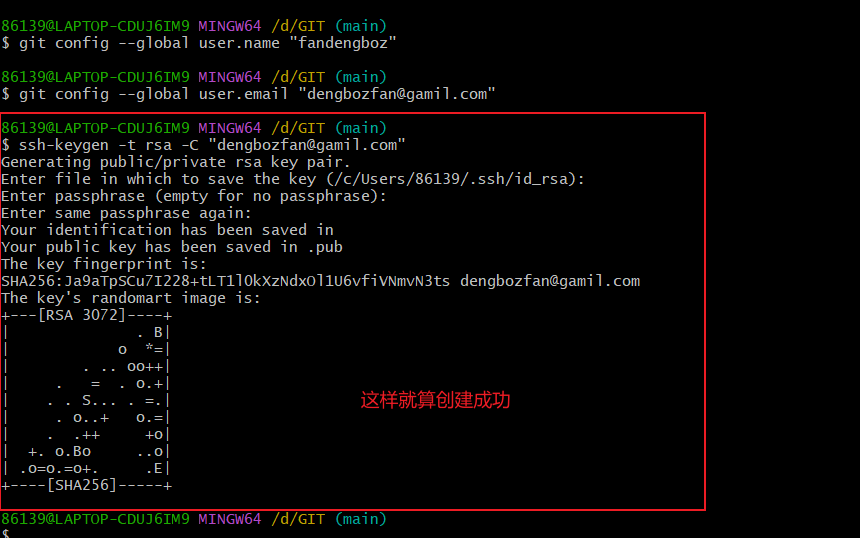 86139@LAPTOP-CDUJ6IM9 MINGW64 /d/GIT (main)
$ git config --global user.name "fandengboz"
86139@LAPTOP-CDUJ6IM9 MINGW64 /d/GIT (main)
$ git config --global user.email "dengbozfan@gamil.com"
86139@LAPTOP-CDUJ6IM9 MINGW64 /d/GIT (main)
$ ssh-keygen -t rsa -C "dengbozfan@gamil.com"
Generating public/private rsa key pair.
Enter file in which to save the key (/c/Users/86139/.ssh/id_rsa):
Enter passphrase (empty for no passphrase):
Enter same passphrase again:
Your identification has been saved in
Your public key has been saved in .pub
The key fingerprint is:
SHA256:Ja9aTpSCu7I228+tLT1lOkXzNdxOl1U6vfiVNmvN3ts dengbozfan@gamil.com
The key's randomart image is:
+---[RSA 3072]----+
|              . B|
|            o  *=|
|        . .. oo++|
|     .   =  . o.+|
|    . . S... . =.|
|     . o..+   o.=|
|    .  .++     +o|
|  +. o.Bo     ..o|
| .o=o.=o+.     .E|
+----[SHA256]-----+
这样就算创建成功
86139@LAPTOP-CDUJ6IM9 MINGW64 /d/GIT (main)
$